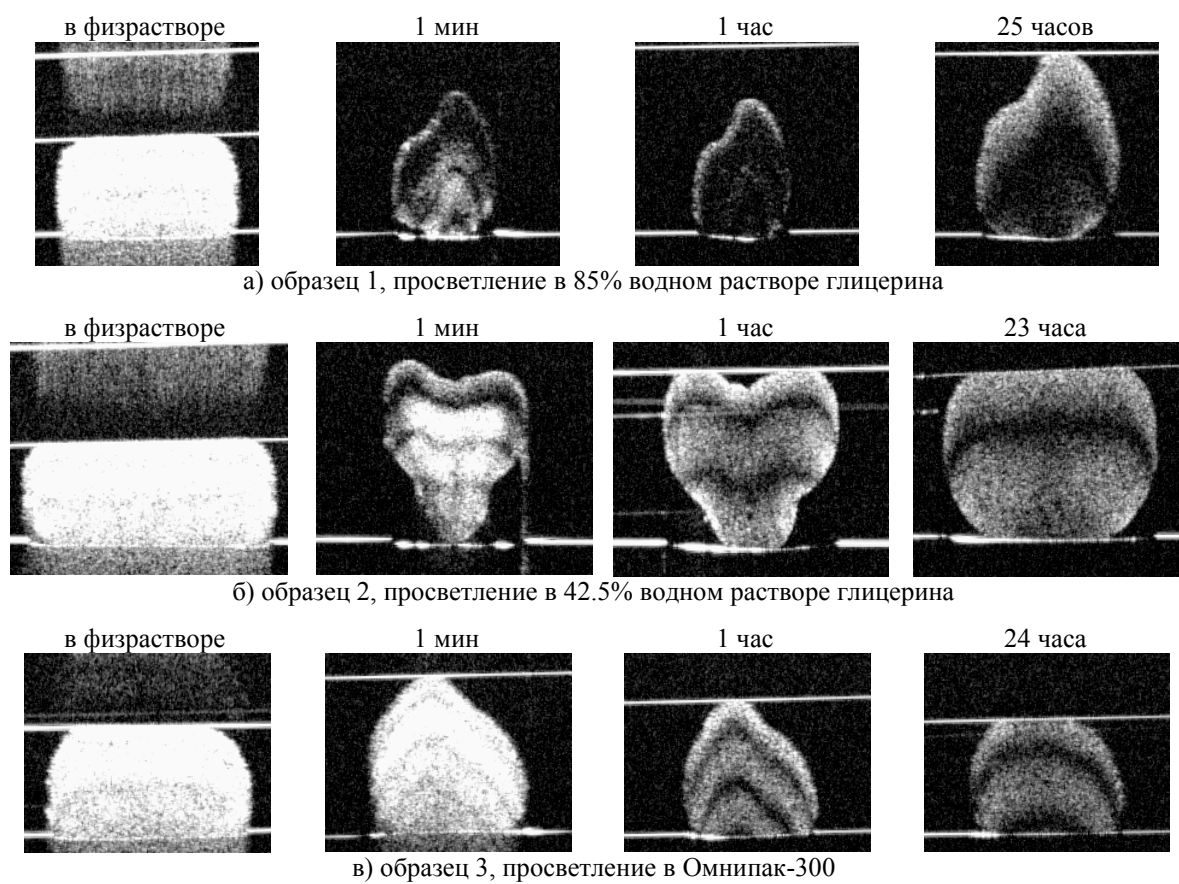 в физрастворе 1 мин 1 час 25 часов
а) образец 1, просветление в 85% водном растворе глицерина
в физрастворе 1 мин 1 час 23 часа
б) образец 2, просветление в 42.5% водном растворе глицерина
в физрастворе 1 мин 1 час 24 часа
в) образец 3, просветление в Омнипак-300